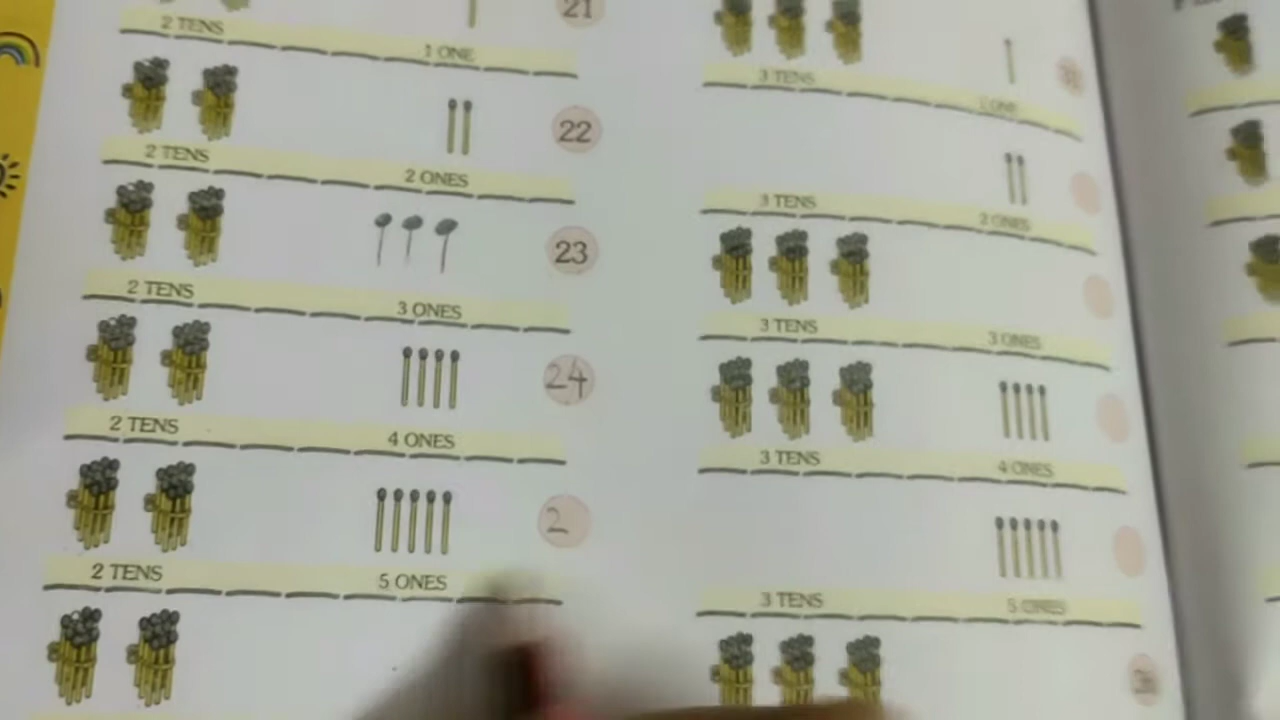 21
2 TENS 1 ONE
22
2 TENS 2 ONES
23
2 TENS 3 ONES
24
2 TENS 4 ONES
2
2 TENS 5 ONES
3 TENS 1 ONE
3 TENS 2 ONES
3 TENS 3 ONES
3 TENS 4 ONES
3 TENS 5 ONES